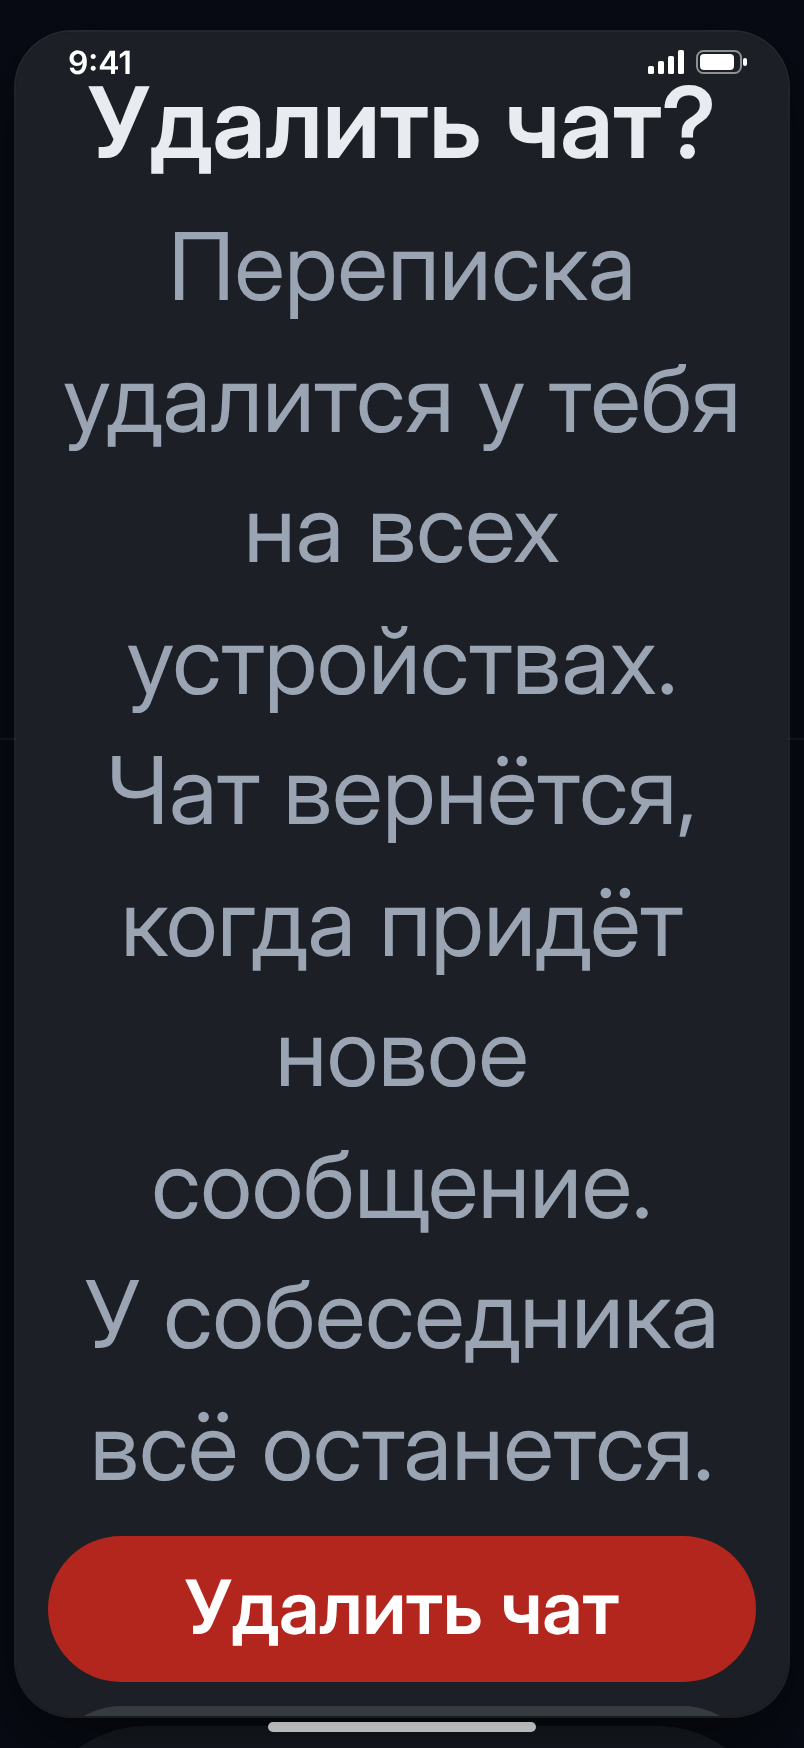 9:41
Удалить чат?
Переписка
удалится у тебя
на всех
устройствах.
Чат вернётся,
когда придёт
новое
сообщение.
У собеседника
всё останется.
Удалить чат